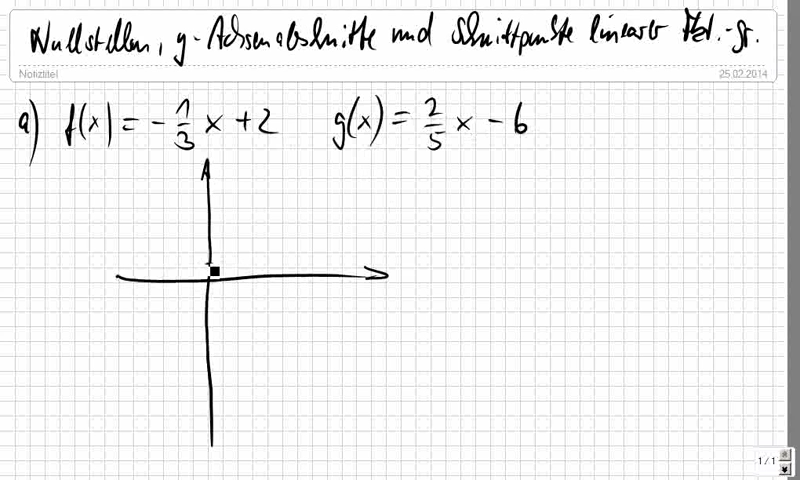 Nullstellen, y-Achsenabschnitte und Schnittpunkte linearer Fkt.-gr.
Notiztitel 25.02.2014
a) f(x) = -1/3 x + 2 g(x) = 2/5 x - 6
1/1